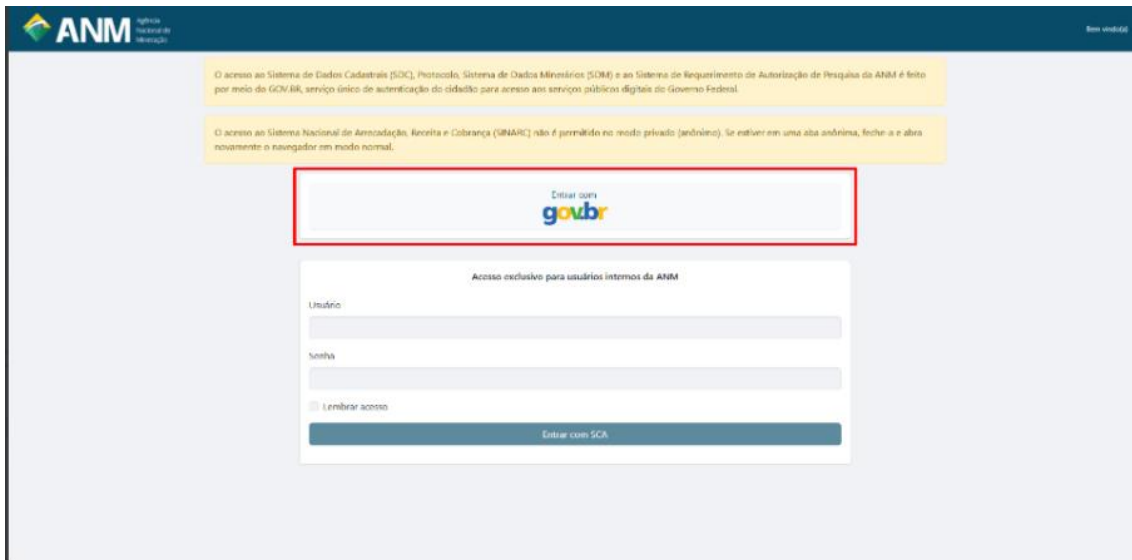 ANM Agência
Nacional de
Mineração
Bem vindo(a)
O acesso ao Sistema de Dados Cadastrais (SDC), Protocolo, Sistema de Dados Minerários (SDM) e ao Sistema de Requerimento de Autorização de Pesquisa da ANM é feito
por meio do GOV.BR, serviço único de autenticação do cidadão para acesso aos serviços públicos digitais do Governo Federal.
O acesso ao Sistema Nacional de Arrecadação, Receita e Cobrança (SINARC) não é permitido no modo privado (anônimo). Se estiver em uma aba anônima, feche-a e abra
novamente o navegador em modo normal.
Entrar com
gov.br
Acesso exclusivo para usuários internos da ANM
Usuário
Senha
Lembrar acesso
Entrar com SCA